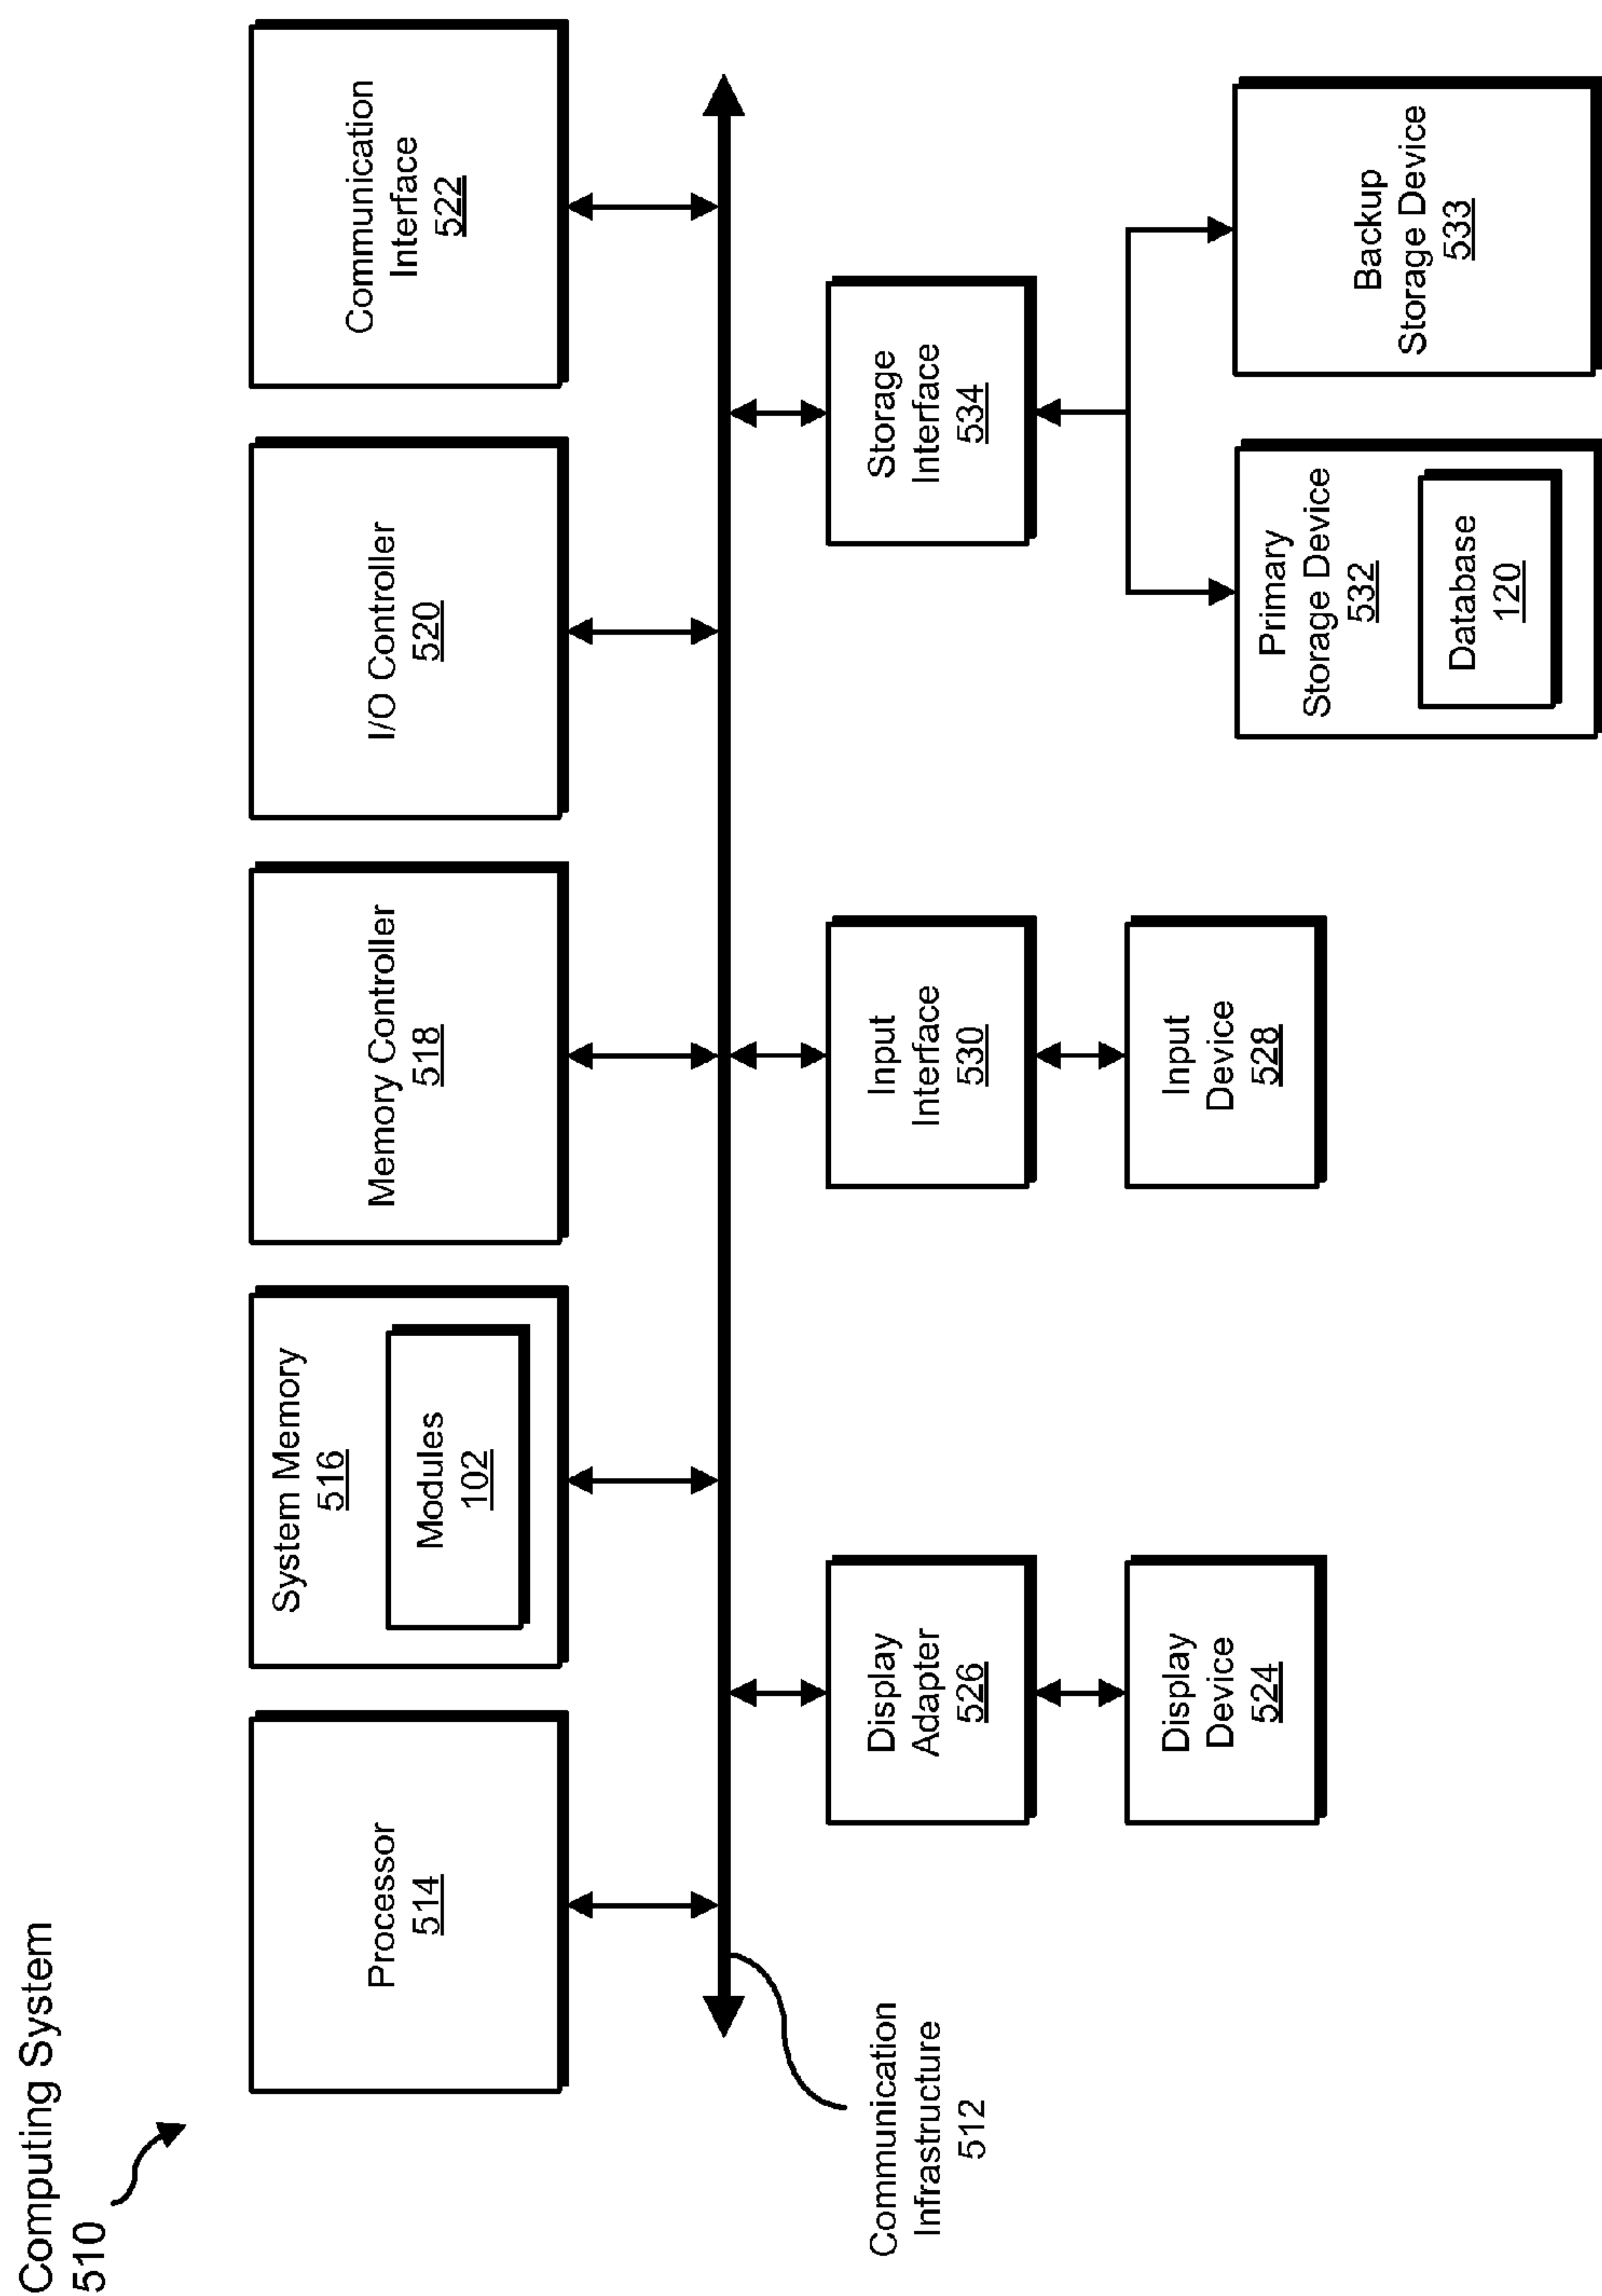 Computing System
510
Processor
514
System Memory
516
Modules
102
Memory Controller
518
I/O Controller
520
Communication
Interface
522
Communication
Infrastructure
512
Display
Adapter
526
Input
Interface
530
Storage
Interface
534
Display
Device
524
Input
Device
528
Primary
Storage Device
532
Database
120
Backup
Storage Device
533